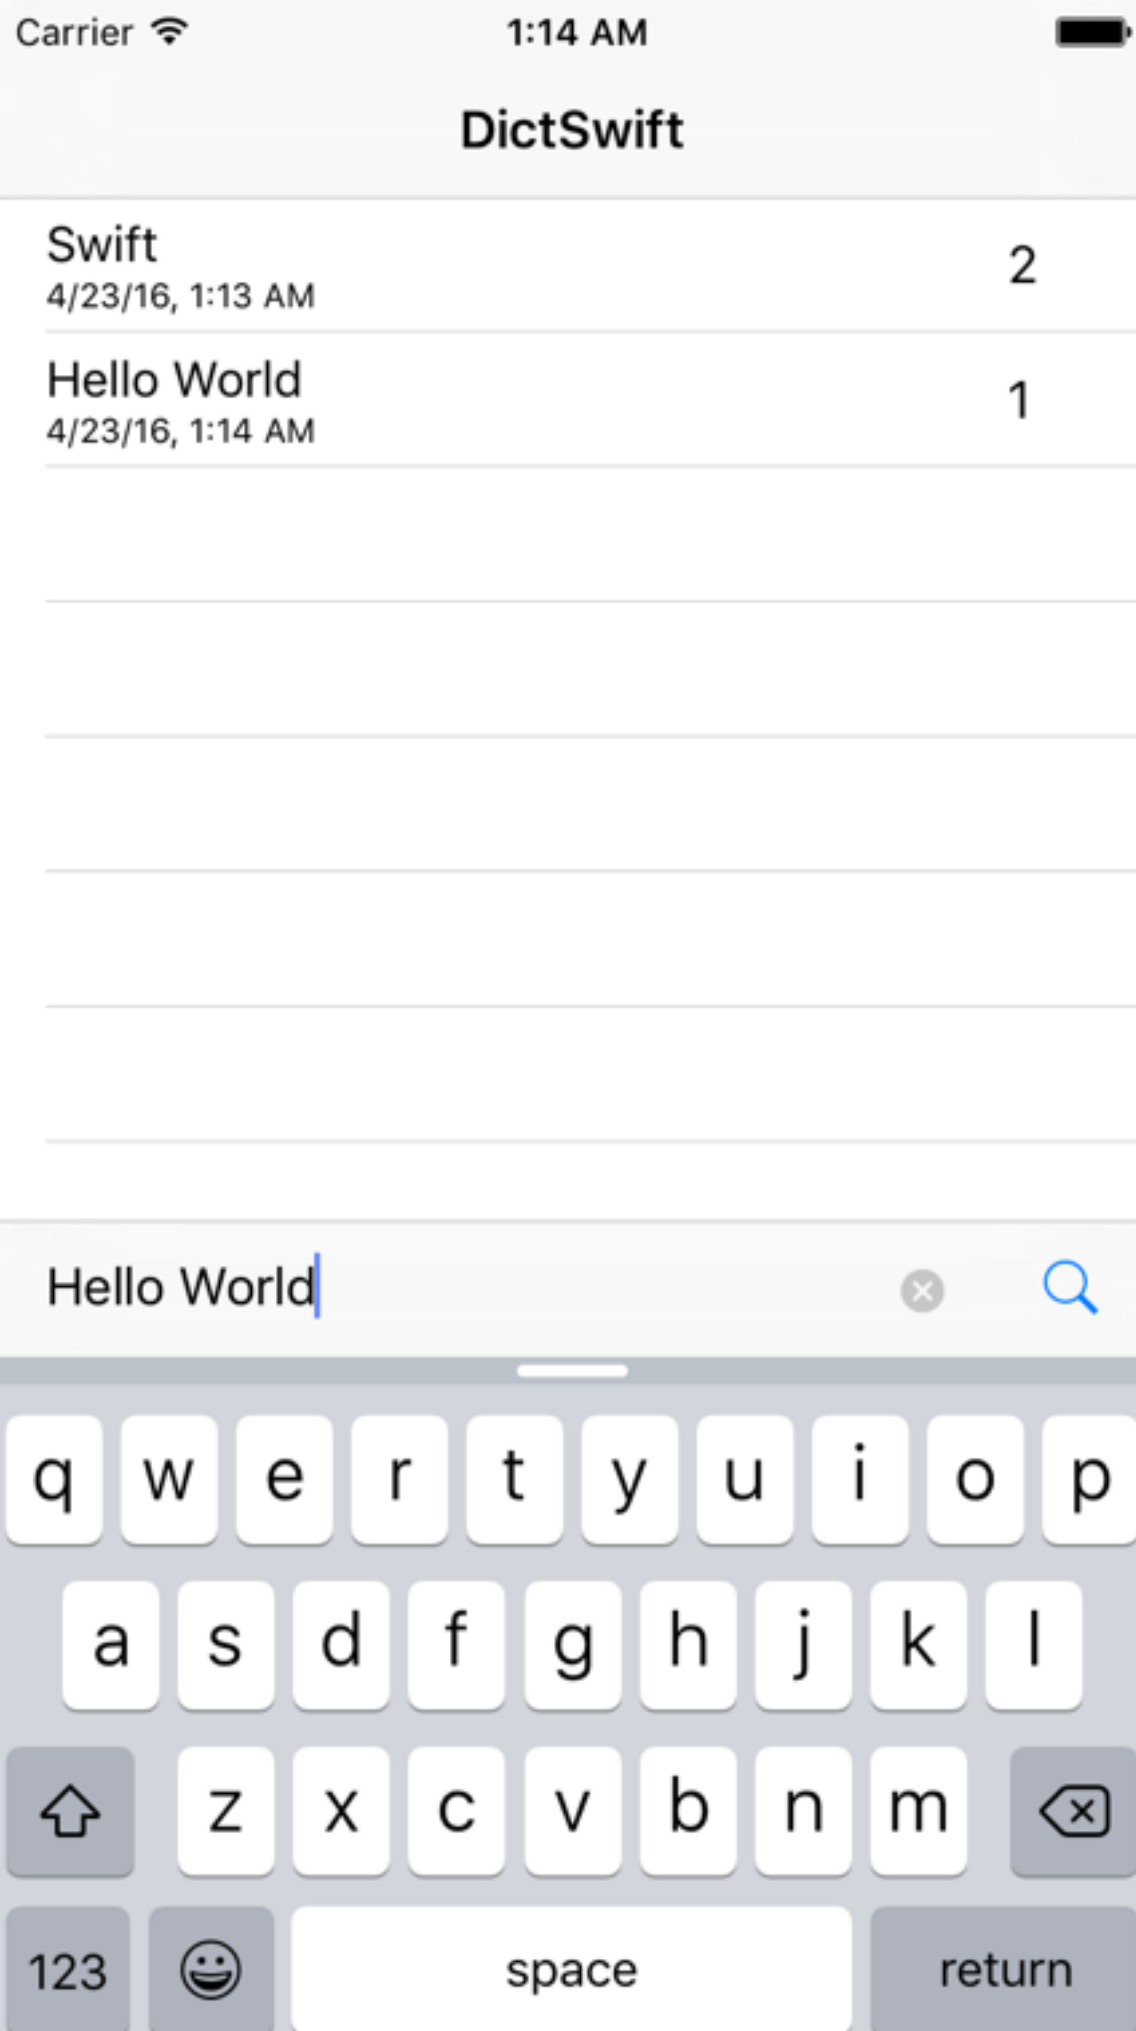 Carrier 1:14 AM
DictSwift
Swift 2
4/23/16, 1:13 AM
Hello World 1
4/23/16, 1:14 AM
Hello World
q w e r t y u i o p
a s d f g h j k l
z x c v b n m
123 space return